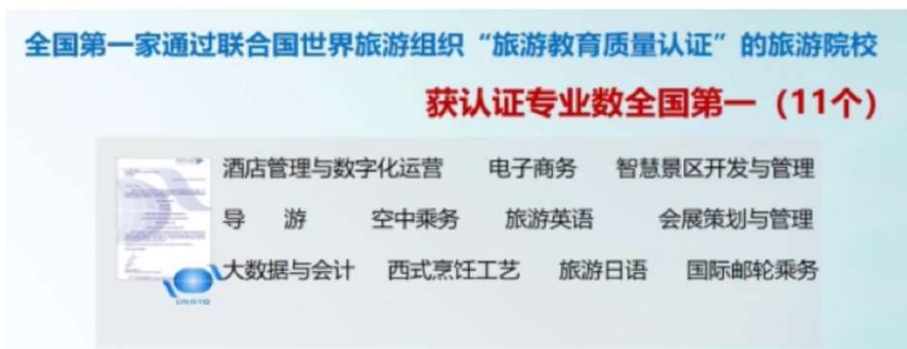 全国第一家通过联合国世界旅游组织“旅游教育质量认证”的旅游院校
获认证专业数全国第一（11个）
酒店管理与数字化运营 电子商务 智慧景区开发与管理
导 游 空中乘务 旅游英语 会展策划与管理
大数据与会计 西式烹饪工艺 旅游日语 国际邮轮乘务